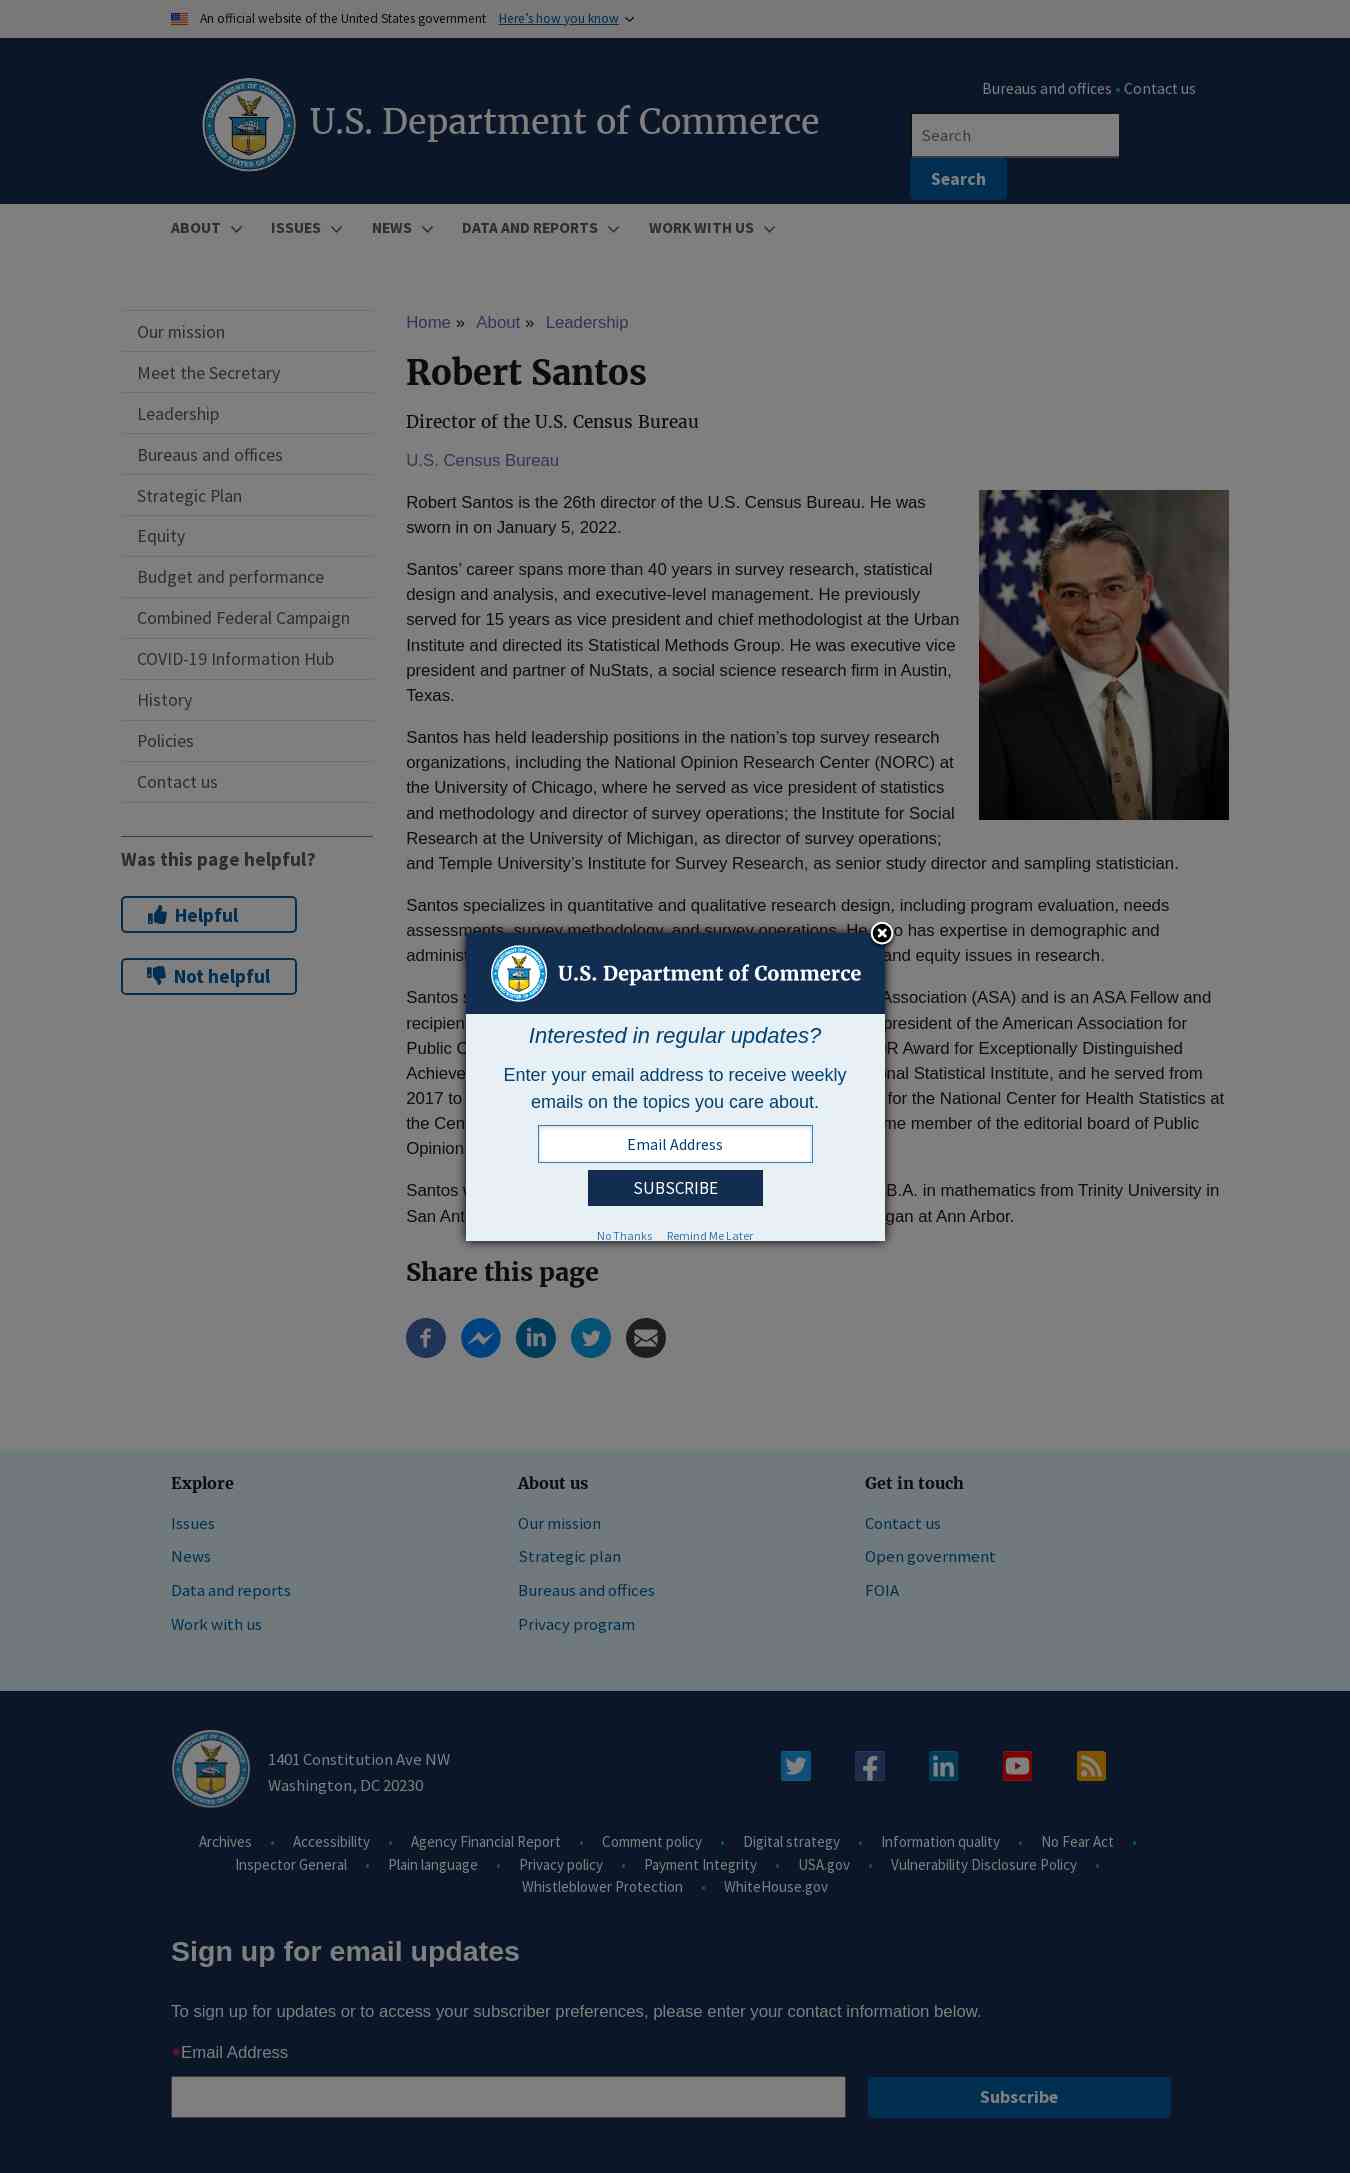 An official website of the United States government Here's how you know
Bureaus and offices • Contact us
U.S. Department of Commerce
Search
Search
ABOUT ISSUES NEWS DATA AND REPORTS WORK WITH US
Our mission
Meet the Secretary
Leadership
Bureaus and offices
Strategic Plan
Equity
Budget and performance
Combined Federal Campaign
COVID-19 Information Hub
History
Policies
Contact us
Was this page helpful?
Helpful
Not helpful
Home » About » Leadership
Robert Santos
Director of the U.S. Census Bureau
U.S. Census Bureau
Robert Santos is the 26th director of the U.S. Census Bureau. He was
sworn in on January 5, 2022.
Santos' career spans more than 40 years in survey research, statistical
design and analysis, and executive-level management. He previously
served for 15 years as vice president and chief methodologist at the Urban
Institute and directed its Statistical Methods Group. He was executive vice
president and partner of NuStats, a social science research firm in Austin,
Texas.
Santos has held leadership positions in the nation's top survey research
organizations, including the National Opinion Research Center (NORC) at
the University of Chicago, where he served as vice president of statistics
and methodology and director of survey operations; the Institute for Social
Research at the University of Michigan, as director of survey operations;
and Temple University's Institute for Survey Research, as senior study director and sampling statistician.
Santos specializes in quantitative and qualitative research design, including program evaluation, needs
assessments, survey methodology, and survey operations. He has expertise in demographic and
and equity issues in research.
Santos Association (ASA) and is an ASA Fellow and
president of the American Association for
Public Award for Exceptionally Distinguished
Statistical Institute, and he served from
2017 to for the National Center for Health Statistics at
the member of the editorial board of Public
Opinion
Santos B.A. in mathematics from Trinity University in
San at Ann Arbor.
U.S. Department of Commerce
Interested in regular updates?
Enter your email address to receive weekly
emails on the topics you care about.
Email Address
SUBSCRIBE
No Thanks Remind Me Later
Share this page
Explore
Issues
News
Data and reports
Work with us
About us
Our mission
Strategic plan
Bureaus and offices
Privacy program
Get in touch
Contact us
Open government
FOIA
1401 Constitution Ave NW
Washington, DC 20230
Archives • Accessibility • Agency Financial Report • Comment policy • Digital strategy • Information quality • No Fear Act •
Inspector General • Plain language • Privacy policy • Payment Integrity • USA.gov • Vulnerability Disclosure Policy •
Whistleblower Protection • WhiteHouse.gov
Sign up for email updates
To sign up for updates or to access your subscriber preferences, please enter your contact information below.
*Email Address
Subscribe